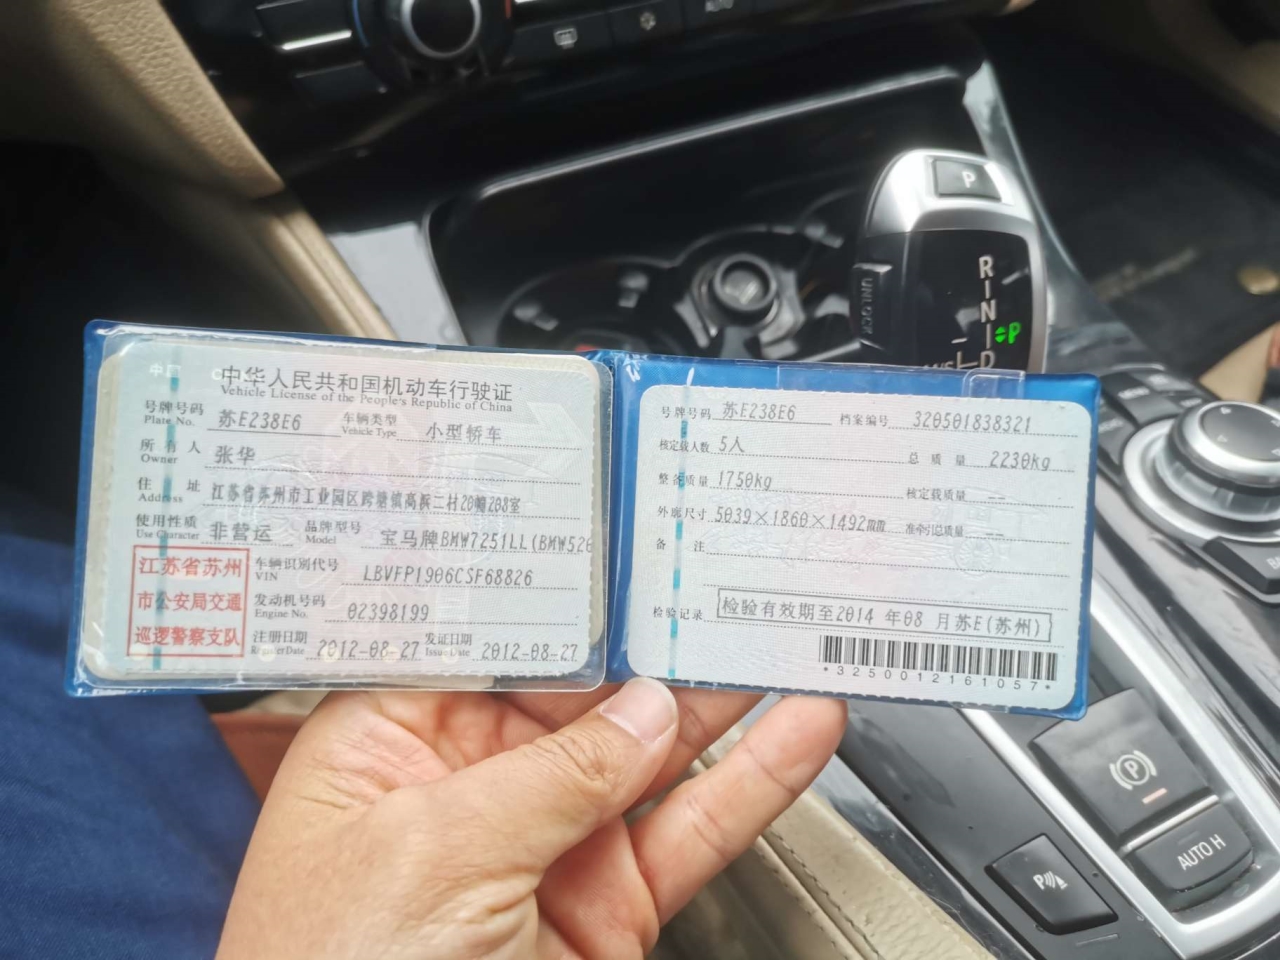 中华人民共和国机动车行驶证
Vehicle License of the People's Republic of China
号牌号码 苏E238E6 车辆类型 小型轿车
Plate No. Vehicle Type
所有人 张华
Owner
住址 江苏省苏州市工业园区跨塘镇高浜二村20幢208室
Address
使用性质 非营运 品牌型号 宝马牌BMW7251LL(BMW526
Use Character Model
江苏省苏州
市公安局交通
巡逻警察支队
车辆识别代号 LBVFP1906CSF68826
VIN
发动机号码 02398199
Engine No.
注册日期 2012-08-27 发证日期 2012-08-27
Register Date Issue Date
号牌号码 苏E238E6 档案编号 320501838321
核定载人数 5人 总质量 2230kg
整备质量 1750kg 核定载质量 --
外廓尺寸 5039×1860×1492mm 准牵引总质量 --
备注
检验记录 检验有效期至2014年08月苏E(苏州)
*3250012161057*
AUTO
P
UNLOCK
R
N
D
P
MENU
(P)
AUTO H
P